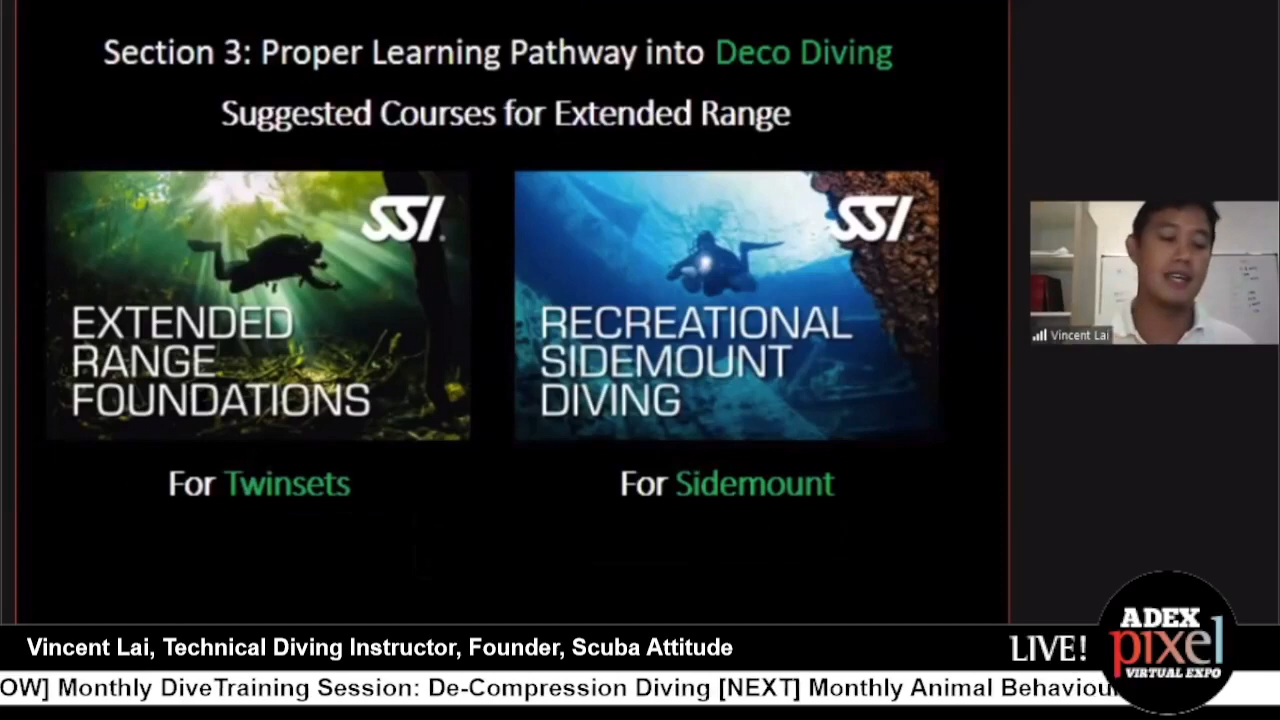 Section 3: Proper Learning Pathway into Deco Diving
Suggested Courses for Extended Range
SSI
EXTENDED
RANGE
FOUNDATIONS
SSI
RECREATIONAL
SIDEMOUNT
DIVING
For Twinsets
For Sidemount
Vincent Lai
Vincent Lai, Technical Diving Instructor, Founder, Scuba Attitude
LIVE!
ADEX
pixel
VIRTUAL EXPO
OW] Monthly DiveTraining Session: De-Compression Diving [NEXT] Monthly Animal Behaviou